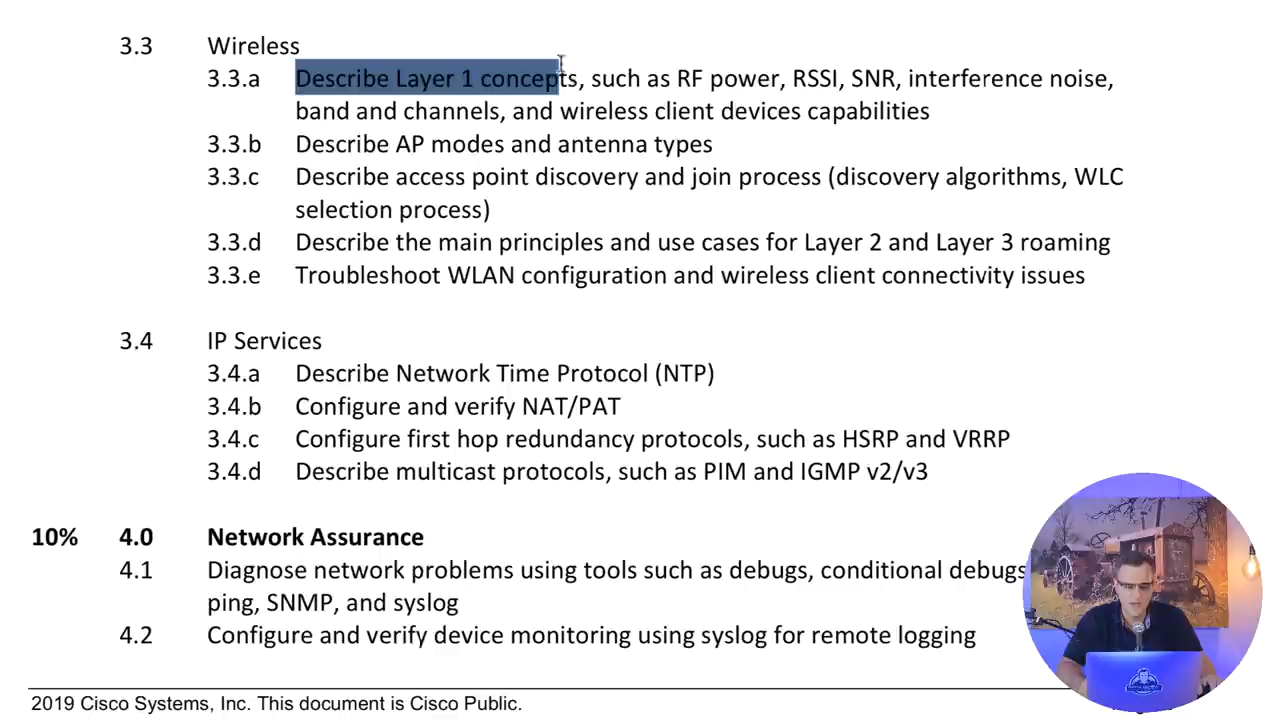 3.3 Wireless
3.3.a Describe Layer 1 concepts, such as RF power, RSSI, SNR, interference noise,
band and channels, and wireless client devices capabilities
3.3.b Describe AP modes and antenna types
3.3.c Describe access point discovery and join process (discovery algorithms, WLC
selection process)
3.3.d Describe the main principles and use cases for Layer 2 and Layer 3 roaming
3.3.e Troubleshoot WLAN configuration and wireless client connectivity issues
3.4 IP Services
3.4.a Describe Network Time Protocol (NTP)
3.4.b Configure and verify NAT/PAT
3.4.c Configure first hop redundancy protocols, such as HSRP and VRRP
3.4.d Describe multicast protocols, such as PIM and IGMP v2/v3
10% 4.0 Network Assurance
4.1 Diagnose network problems using tools such as debugs, conditional debugs
ping, SNMP, and syslog
4.2 Configure and verify device monitoring using syslog for remote logging
2019 Cisco Systems, Inc. This document is Cisco Public.